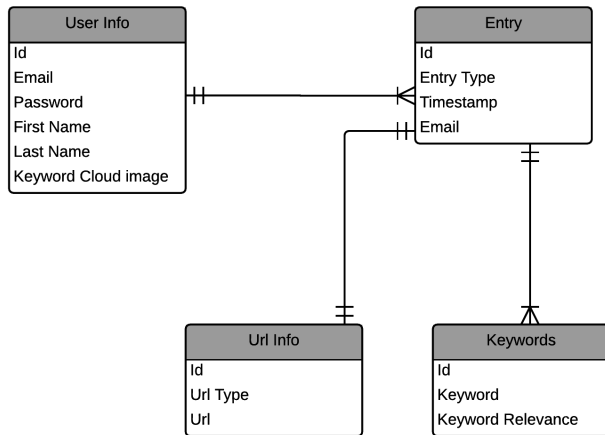 User Info
Id
Email
Password
First Name
Last Name
Keyword Cloud image
Entry
Id
Entry Type
Timestamp
Email
Url Info
Id
Url Type
Url
Keywords
Id
Keyword
Keyword Relevance